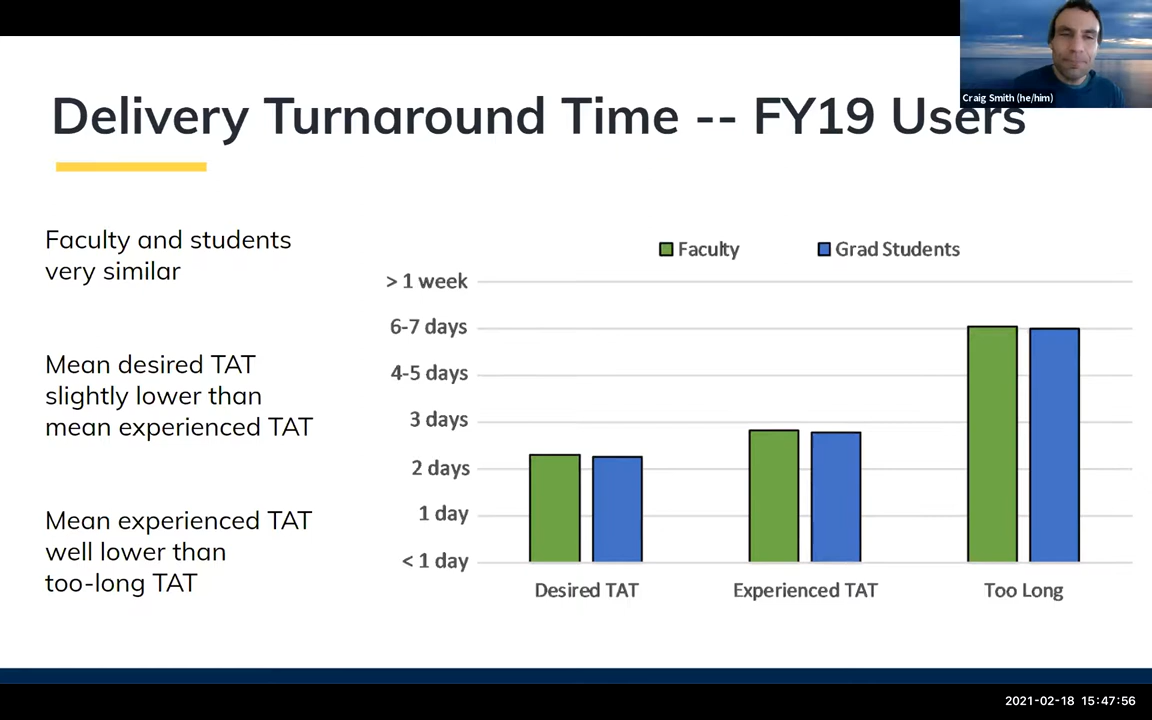 Craig Smith (he/him)
Delivery Turnaround Time -- FY19 Users
Faculty and students
very similar
Mean desired TAT
slightly lower than
mean experienced TAT
Mean experienced TAT
well lower than
too-long TAT
Faculty
Grad Students
> 1 week
6-7 days
4-5 days
3 days
2 days
1 day
< 1 day
Desired TAT
Experienced TAT
Too Long
2021-02-18 15:47:56